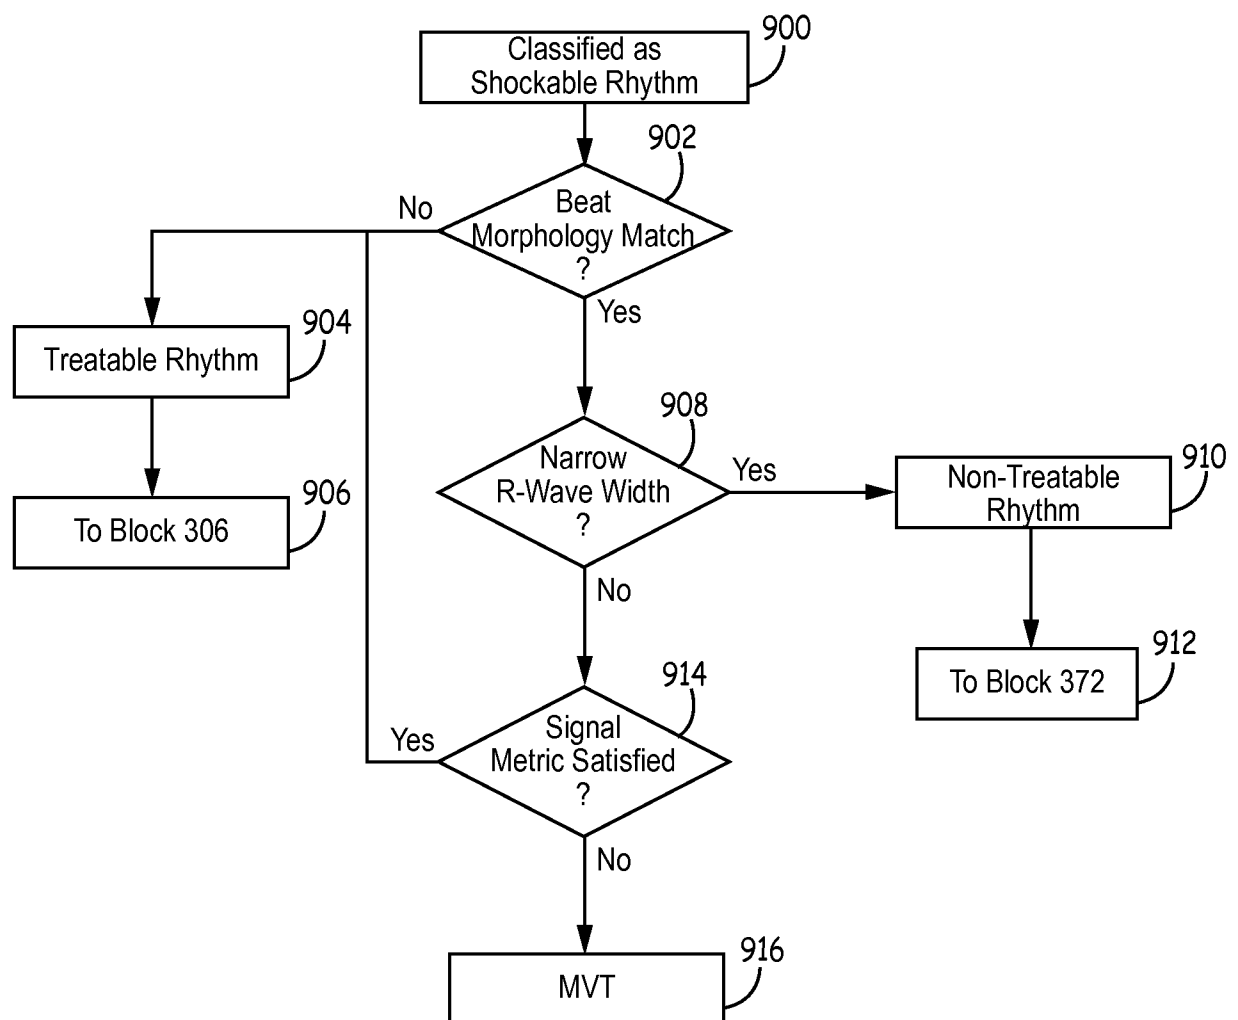 900
Classified as
Shockable Rhythm
902
Beat
Morphology Match
?
No
Yes
904
Treatable Rhythm
906
To Block 306
908
Narrow
R-Wave Width
?
Yes
910
Non-Treatable
Rhythm
No
912
To Block 372
914
Signal
Metric Satisfied
?
Yes
No
916
MVT